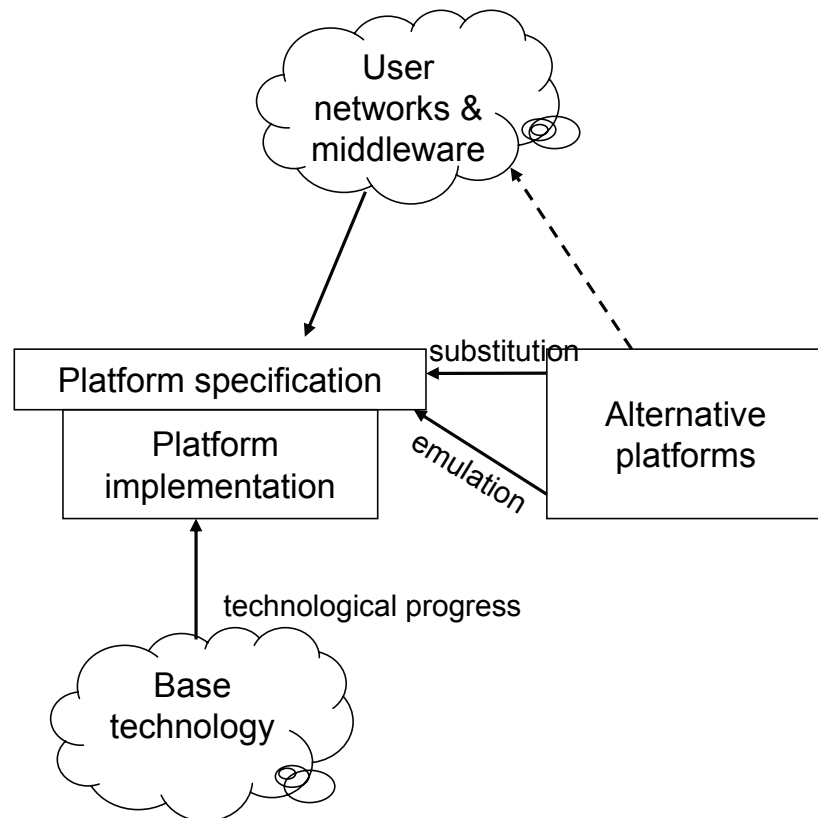 User
networks &
middleware
substitution
Platform specification
Alternative
platforms
Platform
implementation
emulation
technological progress
Base
technology